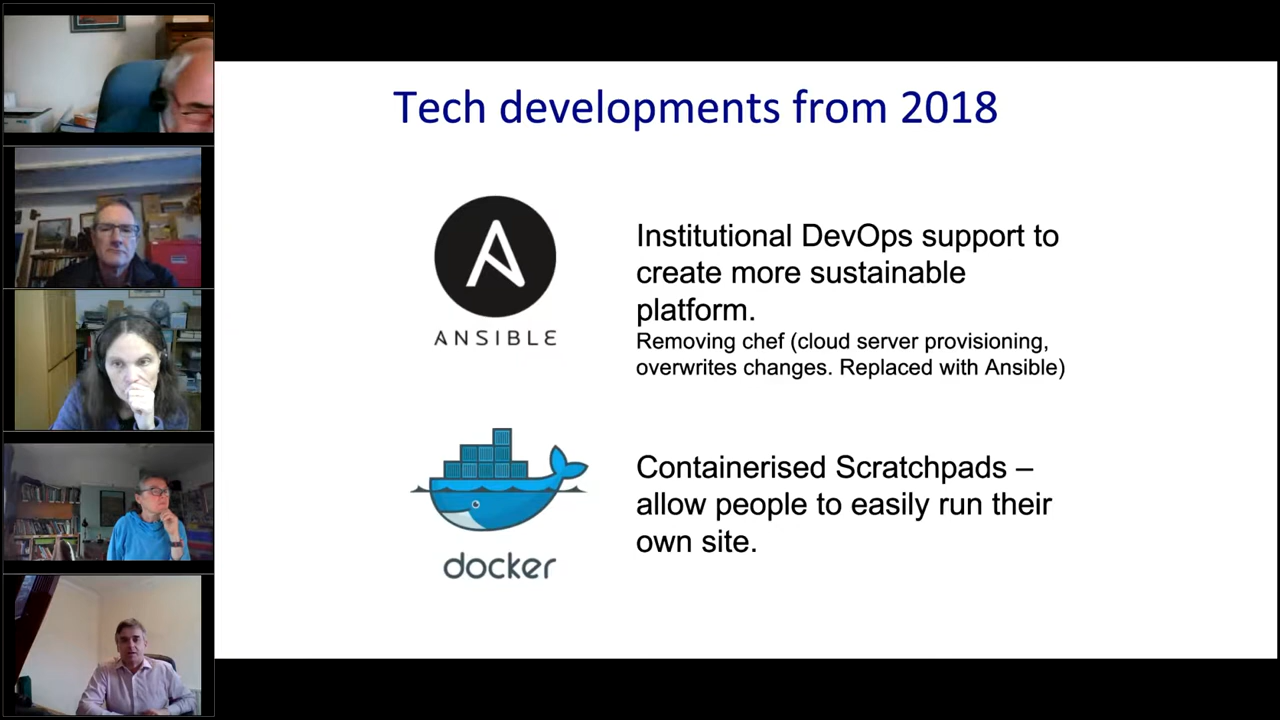 Tech developments from 2018
ANSIBLE
Institutional DevOps support to
create more sustainable
platform.
Removing chef (cloud server provisioning,
overwrites changes. Replaced with Ansible)
docker
Containerised Scratchpads –
allow people to easily run their
own site.